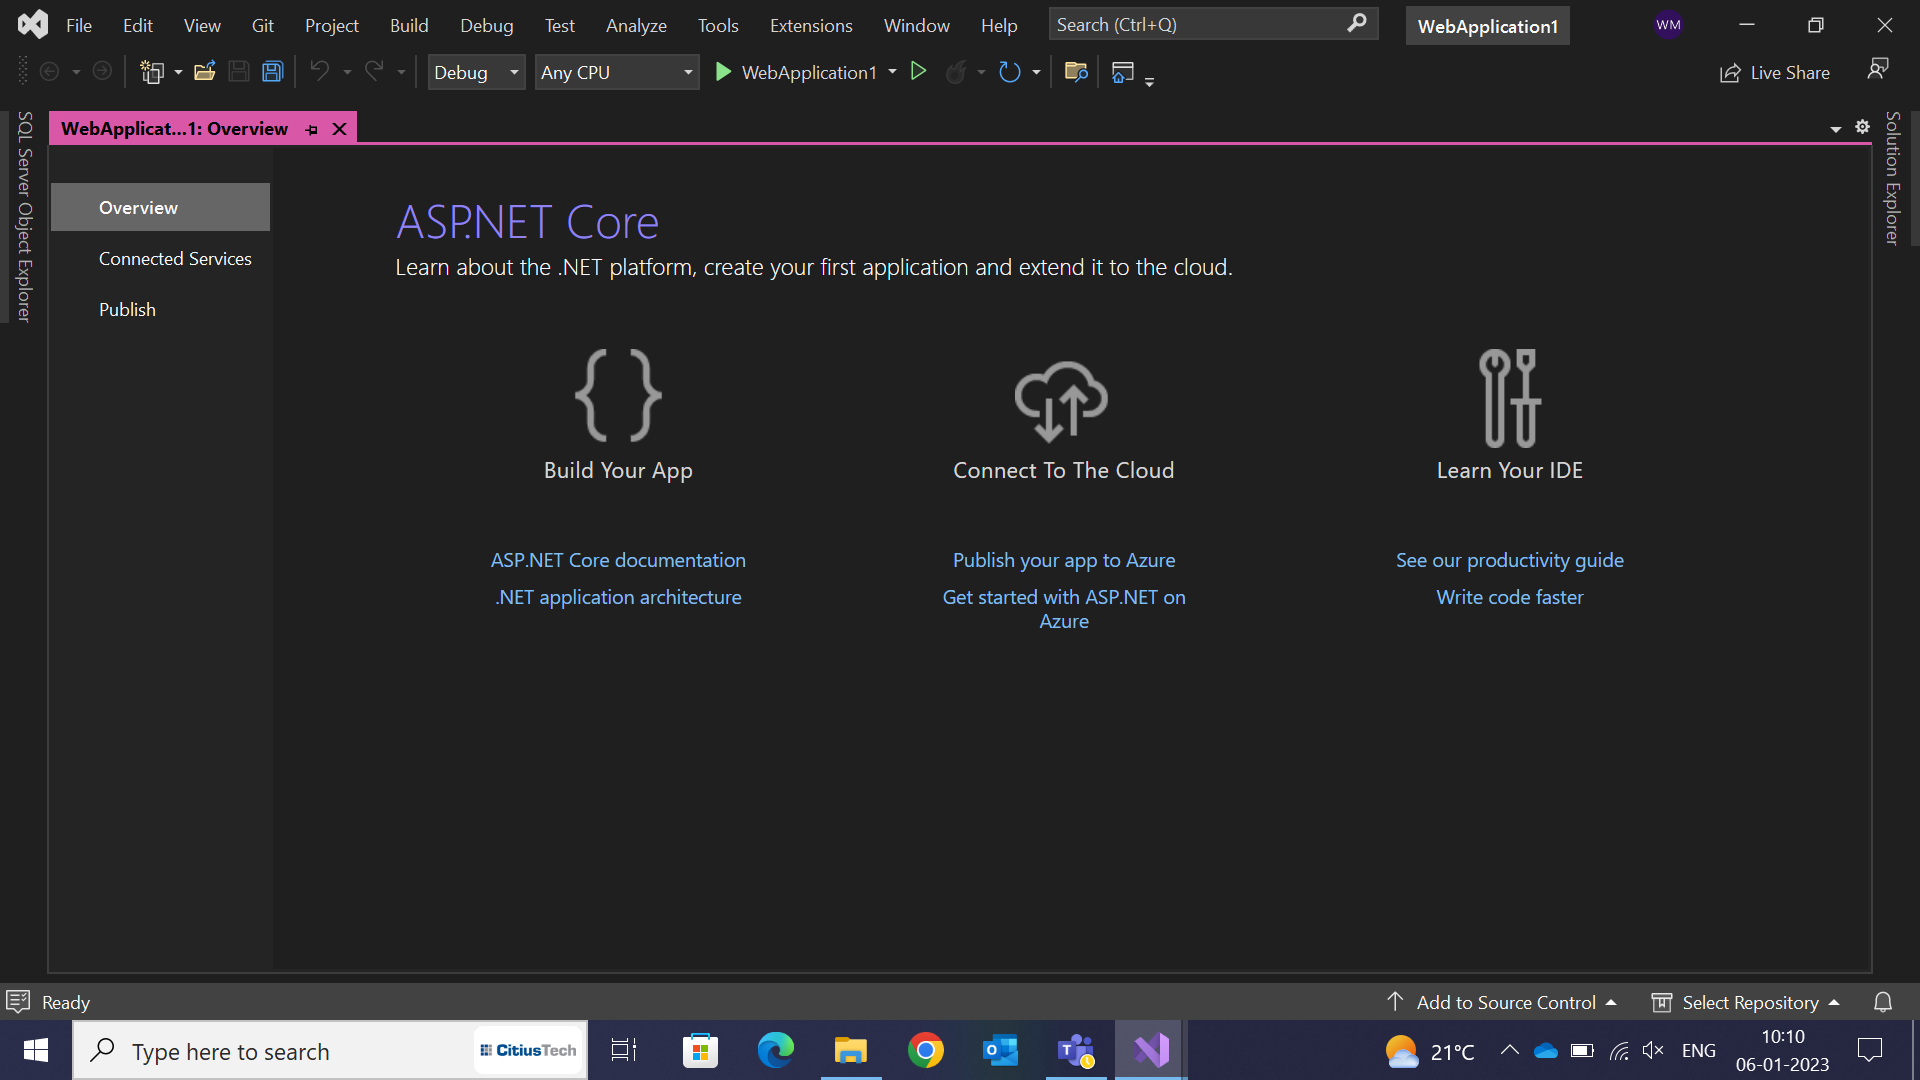 File Edit View Git Project Build Debug Test Analyze Tools Extensions Window Help Search (Ctrl+Q) WebApplication1 WM
Debug Any CPU WebApplication1 Live Share
SQL Server Object Explorer
WebApplicat...1: Overview
Solution Explorer
Overview
Connected Services
Publish
ASP.NET Core
Learn about the .NET platform, create your first application and extend it to the cloud.
Build Your App
Connect To The Cloud
Learn Your IDE
ASP.NET Core documentation
.NET application architecture
Publish your app to Azure
Get started with ASP.NET on
Azure
See our productivity guide
Write code faster
Ready Add to Source Control Select Repository
Type here to search CitiusTech 21°C ENG 10:10
06-01-2023